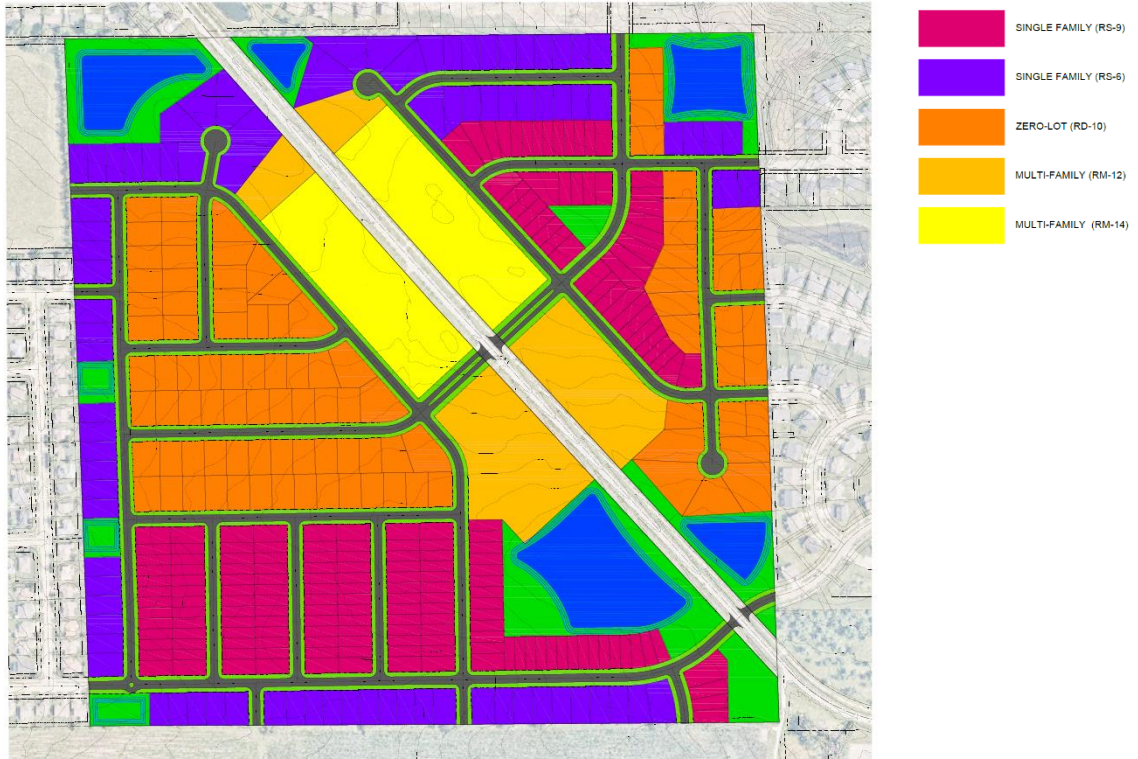 SINGLE FAMILY (RS-9)
SINGLE FAMILY (RS-6)
ZERO-LOT (RD-10)
MULTI-FAMILY (RM-12)
MULTI-FAMILY (RM-14)